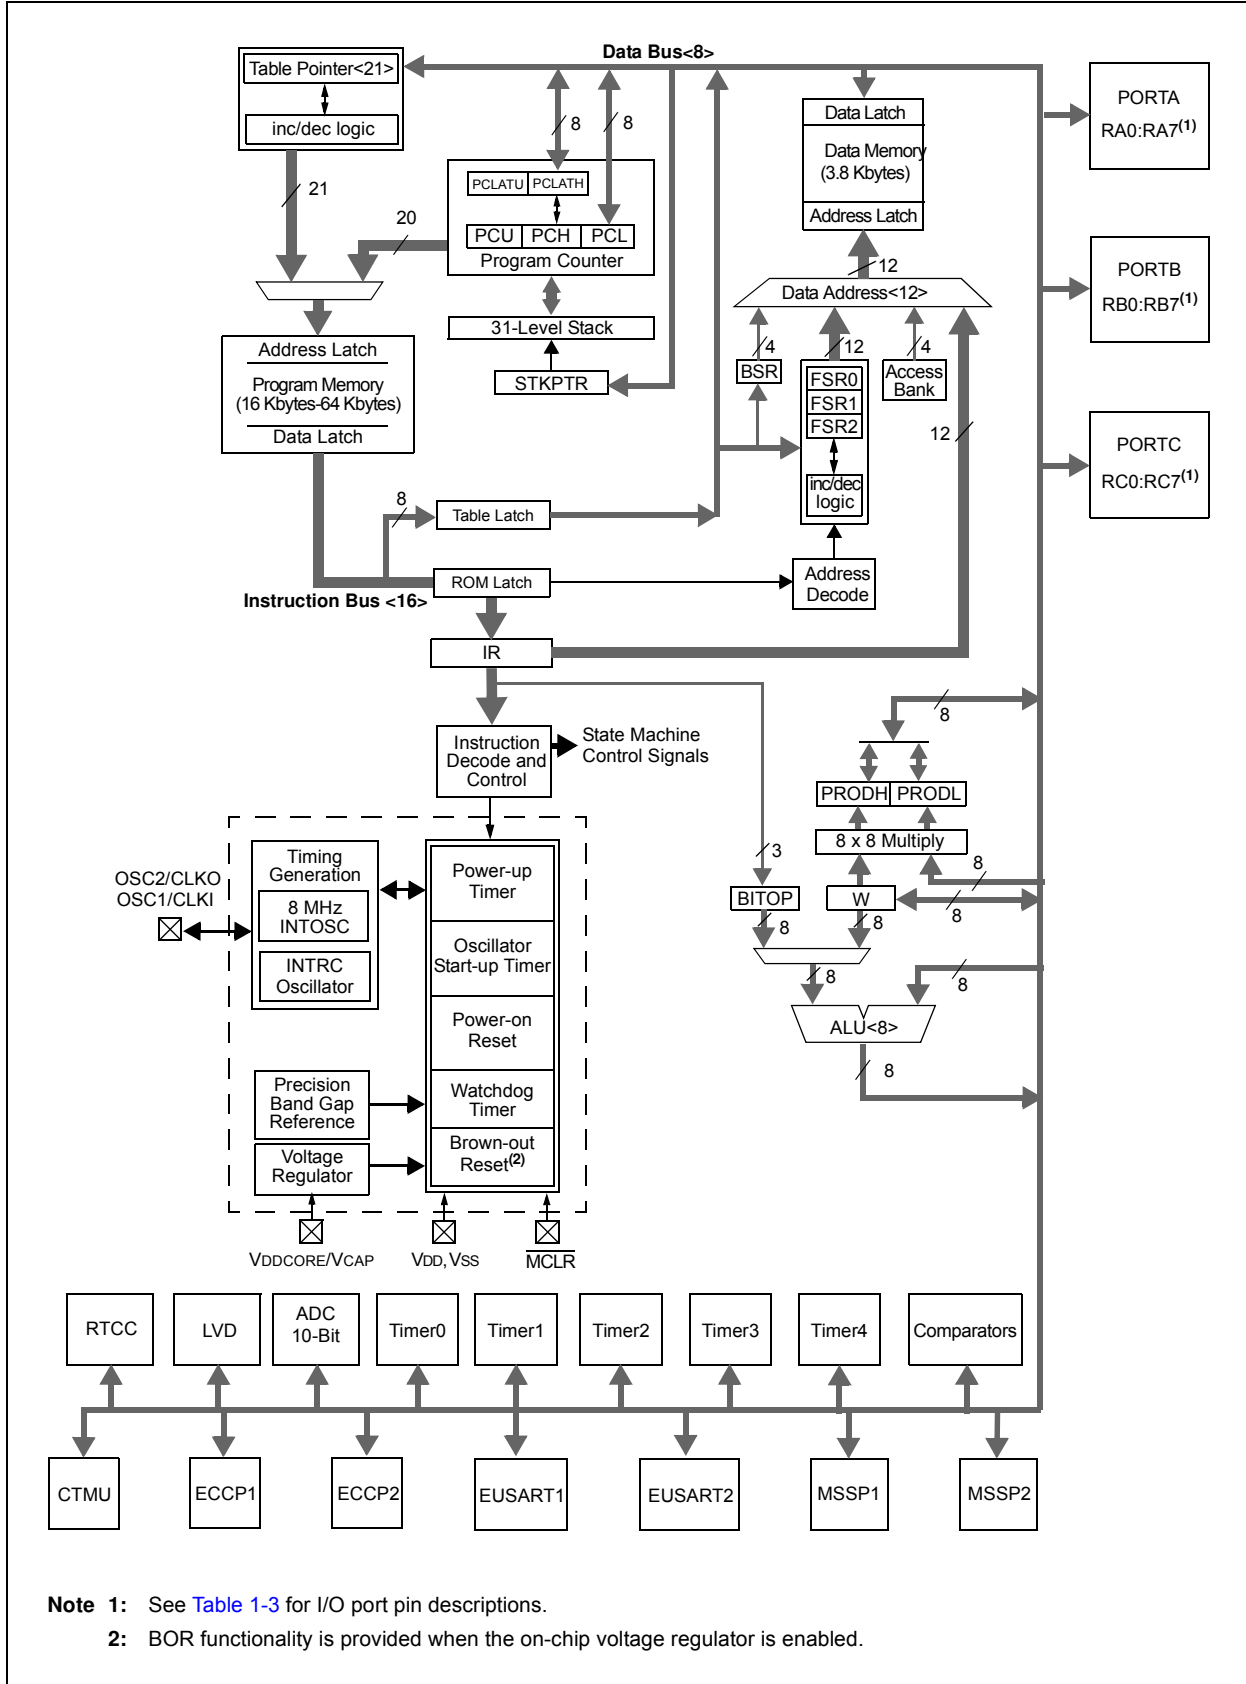 Data Bus<8>
Table Pointer<21>
inc/dec logic
21
20
8
8
PCLATU
PCLATH
PCU
PCH
PCL
Program Counter
31-Level Stack
STKPTR
Address Latch
Program Memory
(16 Kbytes-64 Kbytes)
Data Latch
Data Latch
Data Memory
(3.8 Kbytes)
Address Latch
12
Data Address<12>
4
12
4
BSR
FSR0
FSR1
FSR2
inc/dec
logic
Access
Bank
12
PORTA
RA0:RA7(1)
PORTB
RB0:RB7(1)
PORTC
RC0:RC7(1)
8
Table Latch
ROM Latch
Instruction Bus <16>
Address
Decode
IR
Instruction
Decode and
Control
State Machine
Control Signals
8
PRODH
PRODL
8 x 8 Multiply
3
8
BITOP
W
8
8
8
8
8
ALU<8>
8
OSC2/CLKO
OSC1/CLKI
Timing
Generation
8 MHz
INTOSC
INTRC
Oscillator
Power-up
Timer
Oscillator
Start-up Timer
Power-on
Reset
Watchdog
Timer
Brown-out
Reset(2)
Precision
Band Gap
Reference
Voltage
Regulator
VDDCORE/VCAP
VDD, VSS
MCLR
RTCC
LVD
ADC
10-Bit
Timer0
Timer1
Timer2
Timer3
Timer4
Comparators
CTMU
ECCP1
ECCP2
EUSART1
EUSART2
MSSP1
MSSP2
Note 1: See Table 1-3 for I/O port pin descriptions.
2: BOR functionality is provided when the on-chip voltage regulator is enabled.